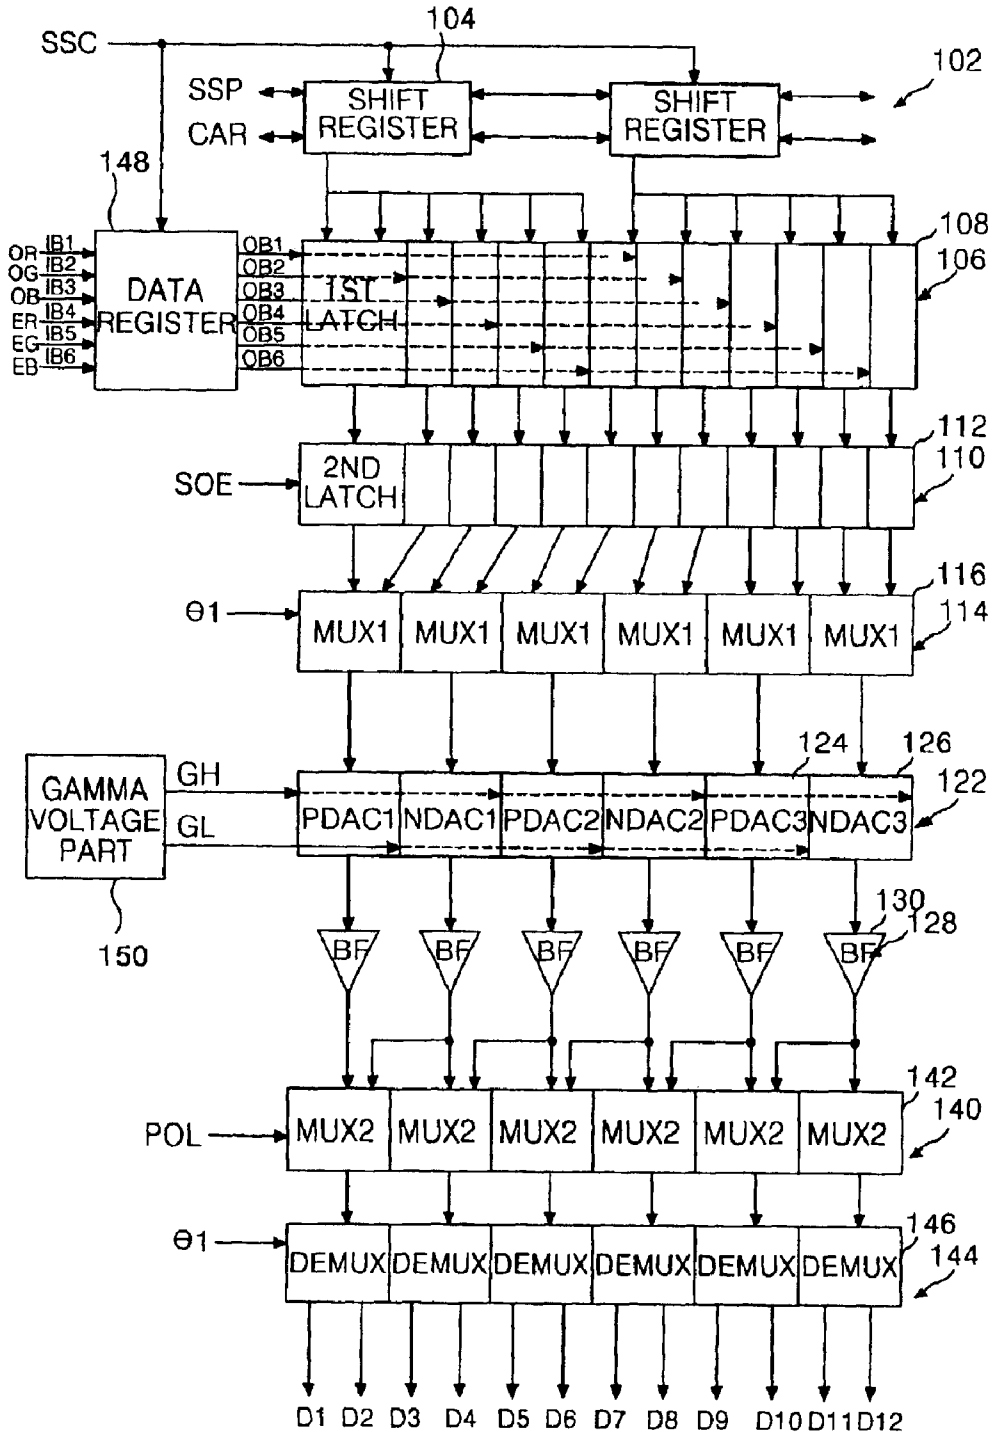 104
SSC
102
SSP
SHIFT
REGISTER
SHIFT
REGISTER
CAR
148
108
106
OR IB1
OG IB2
OB IB3
ER IB4
EG IB5
EB IB6
DATA
REGISTER
OB1
OB2
OB3
OB4
OB5
OB6
1ST
LATCH
112
110
SOE
2ND
LATCH
116
114
Θ1
MUX1 MUX1 MUX1 MUX1 MUX1 MUX1
124 126
122
GAMMA
VOLTAGE
PART
GH
GL
PDAC1 NDAC1 PDAC2 NDAC2 PDAC3 NDAC3
150
130
128
BF BF BF BF BF BF
142
140
POL
MUX2 MUX2 MUX2 MUX2 MUX2 MUX2
146
144
Θ1
DEMUX DEMUX DEMUX DEMUX DEMUX DEMUX
D1 D2 D3 D4 D5 D6 D7 D8 D9 D10 D11 D12